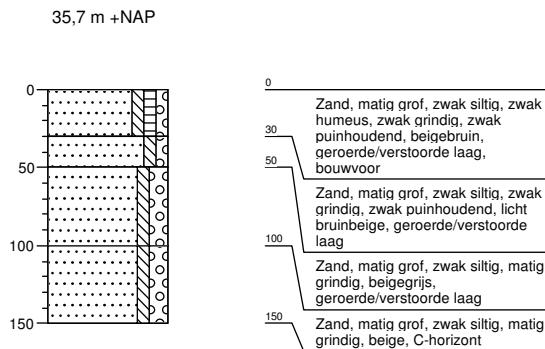 35,7 m +NAP
0
50
100
150
0
Zand, matig grof, zwak siltig, zwak
humeus, zwak grindig, zwak
puinhoudend, beigebruin,
geroerde/verstoorde laag,
bouwvoor
30
Zand, matig grof, zwak siltig, zwak
grindig, zwak puinhoudend, licht
bruinbeige, geroerde/verstoorde
laag
50
Zand, matig grof, zwak siltig, matig
grindig, beigegrijs,
geroerde/verstoorde laag
100
Zand, matig grof, zwak siltig, matig
grindig, beige, C-horizont
150